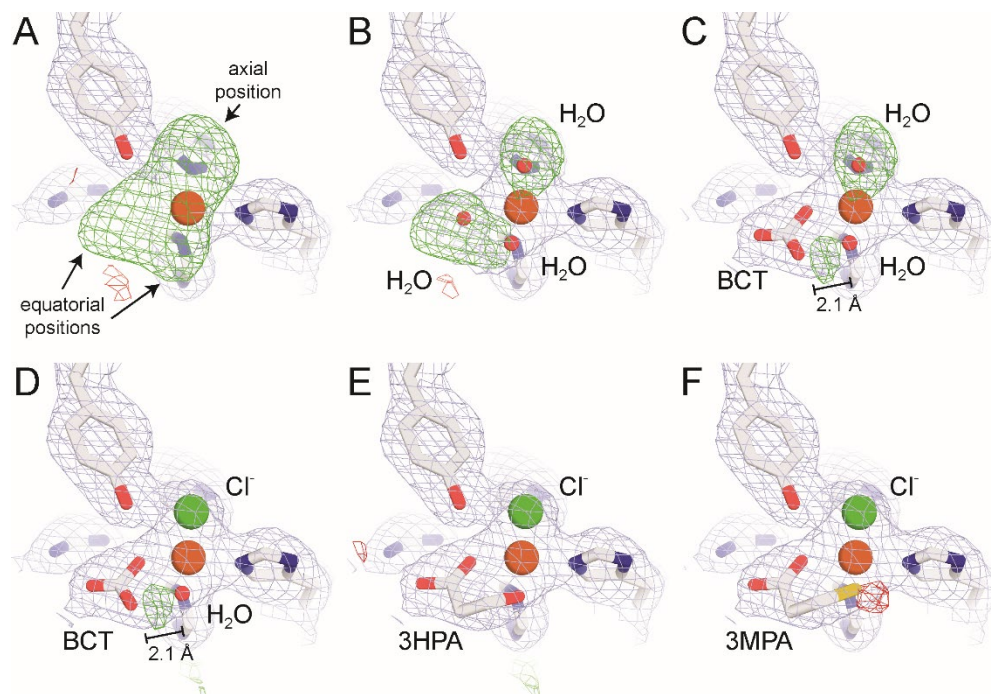 A
axial
position
equatorial
positions
B
H₂O
H₂O
H₂O
C
H₂O
BCT
H₂O
2.1 Å
D
Cl⁻
H₂O
BCT
2.1 Å
E
Cl⁻
3HPA
F
Cl⁻
3MPA